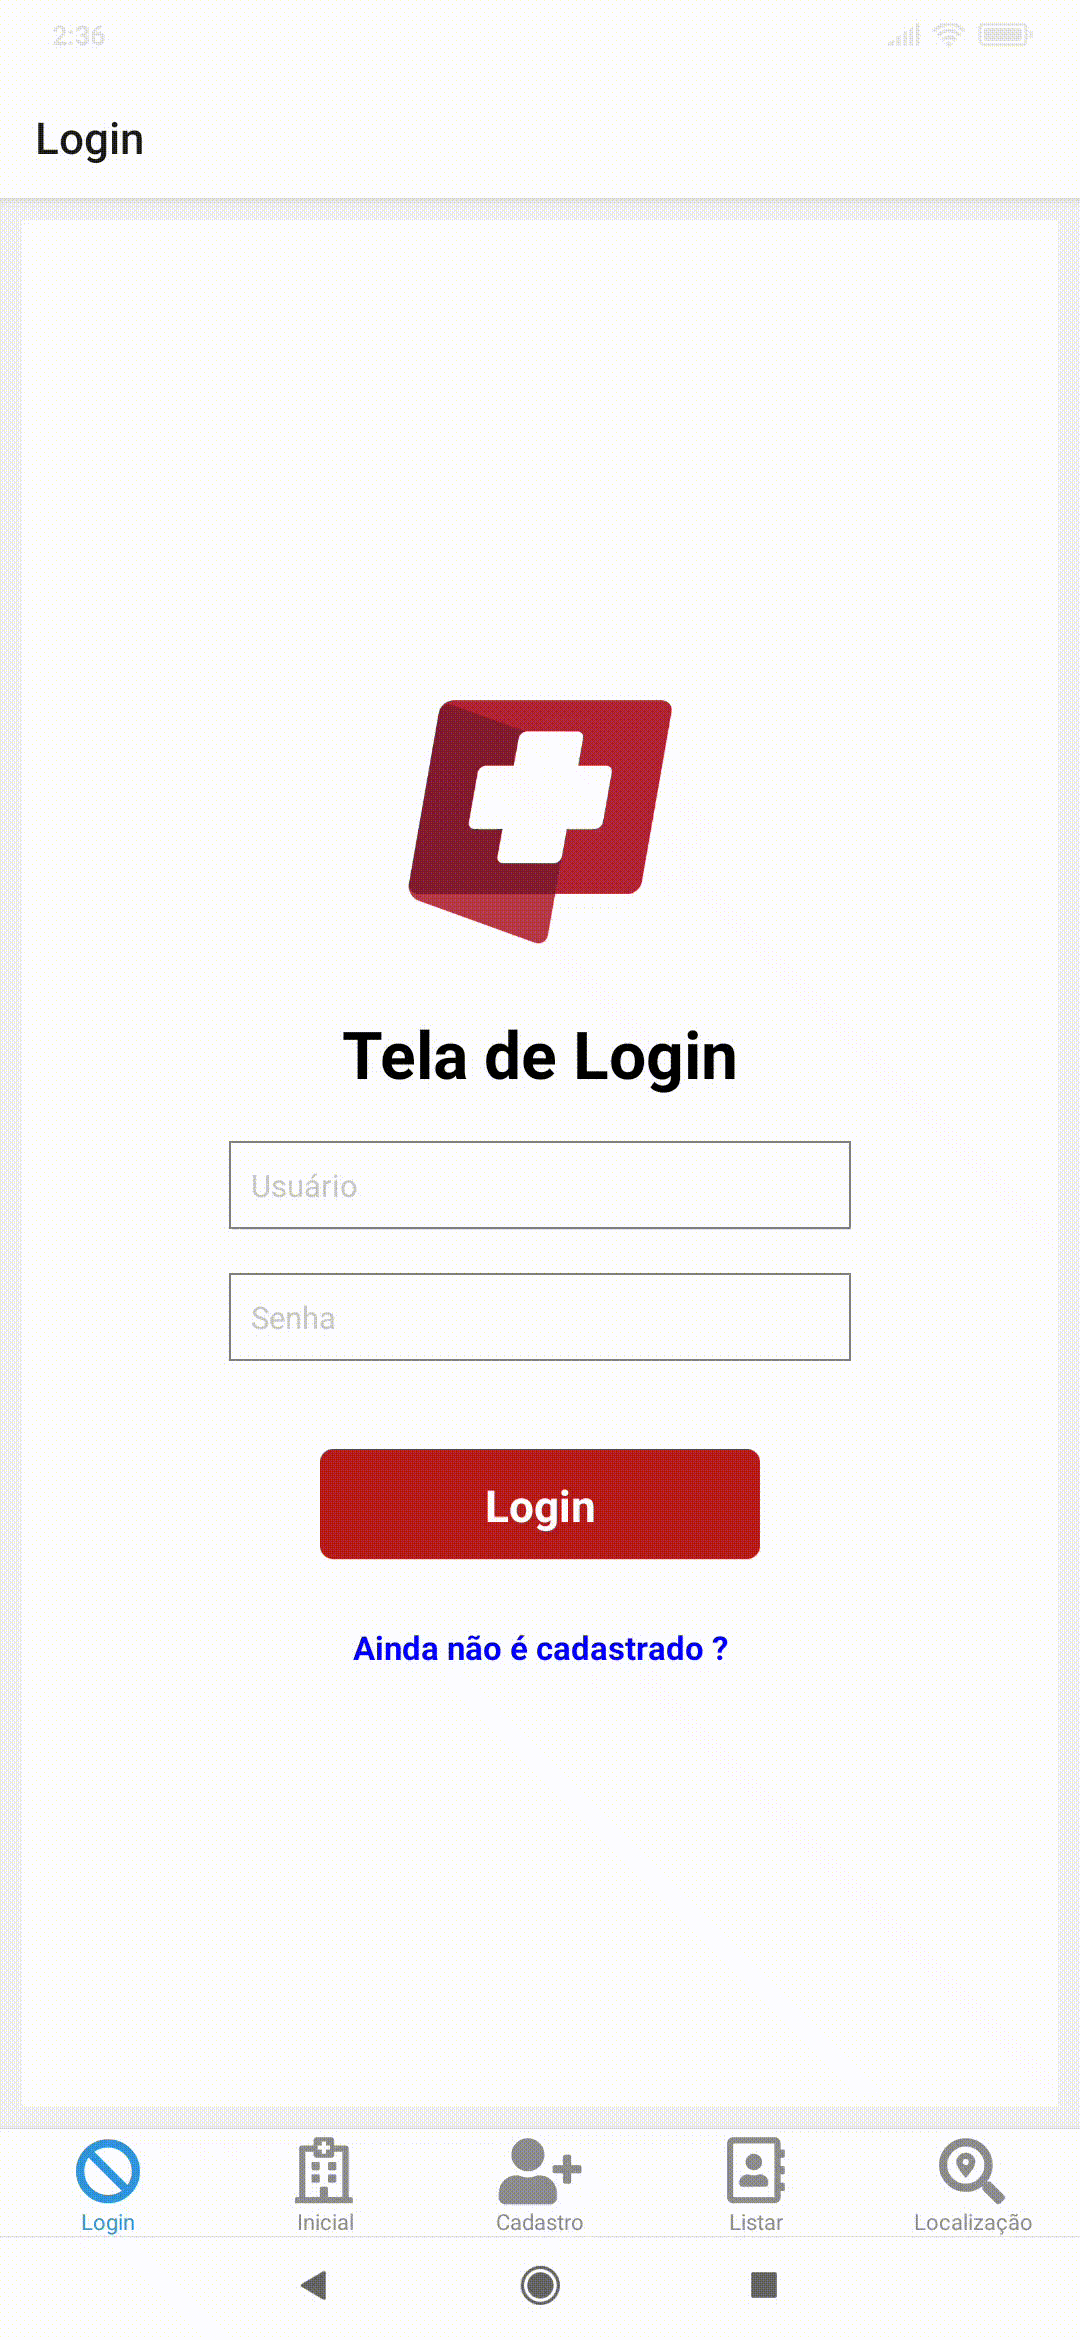 2:36
Login
Tela de Login
Usuário
Senha
Login
Ainda não é cadastrado ?
Login
Inicial
Cadastro
Listar
Localização